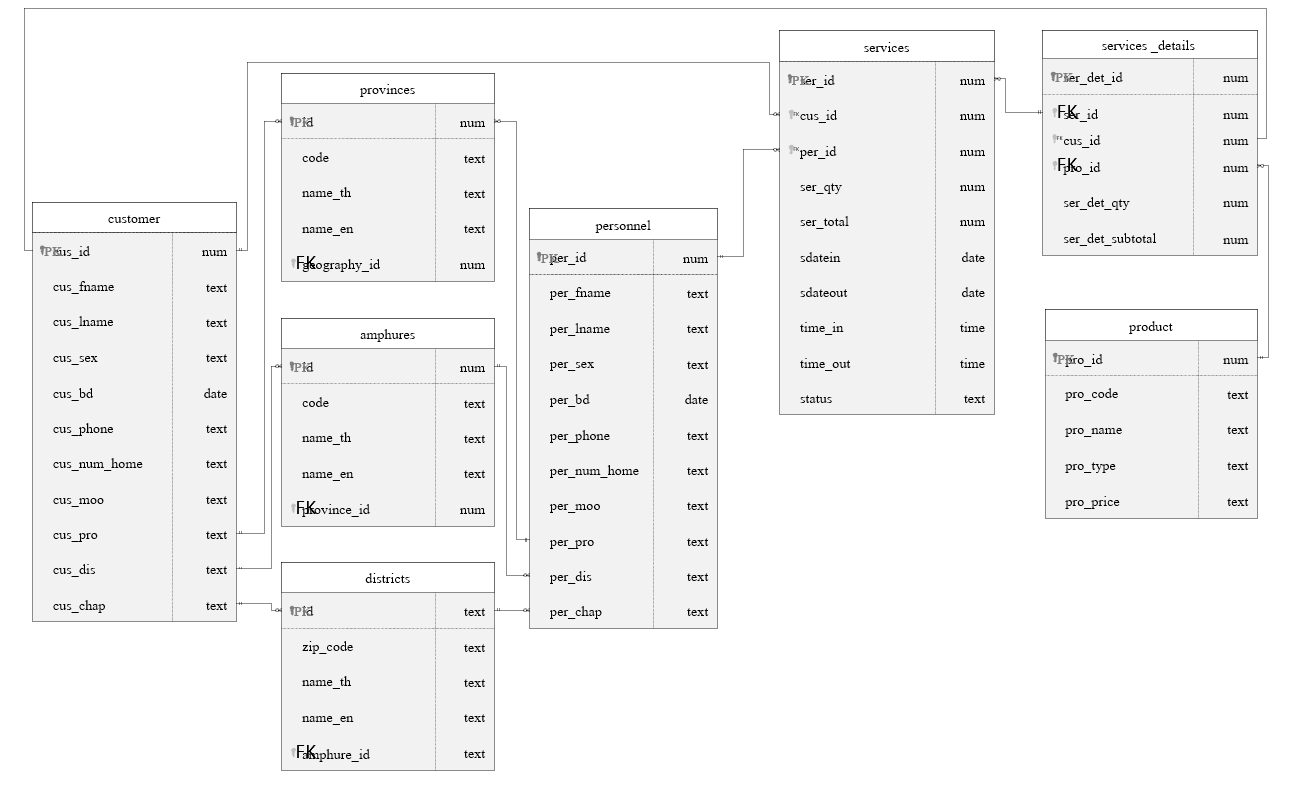 provinces
PK id num
code text
name_th text
name_en text
FK geography_id num
services
PK ser_id num
FK cus_id num
FK per_id num
ser_qty num
ser_total num
sdatein date
sdateout date
time_in time
time_out time
status text
services _details
PK ser_det_id num
FK ser_id num
FK cus_id num
FK pro_id num
ser_det_qty num
ser_det_subtotal num
customer
PK cus_id num
cus_fname text
cus_lname text
cus_sex text
cus_bd date
cus_phone text
cus_num_home text
cus_moo text
cus_pro text
cus_dis text
cus_chap text
personnel
PK per_id num
per_fname text
per_lname text
per_sex text
per_bd date
per_phone text
per_num_home text
per_moo text
per_pro text
per_dis text
per_chap text
amphures
PK id num
code text
name_th text
name_en text
FK province_id num
product
PK pro_id num
pro_code text
pro_name text
pro_type text
pro_price text
districts
PK id text
zip_code text
name_th text
name_en text
FK amphure_id text